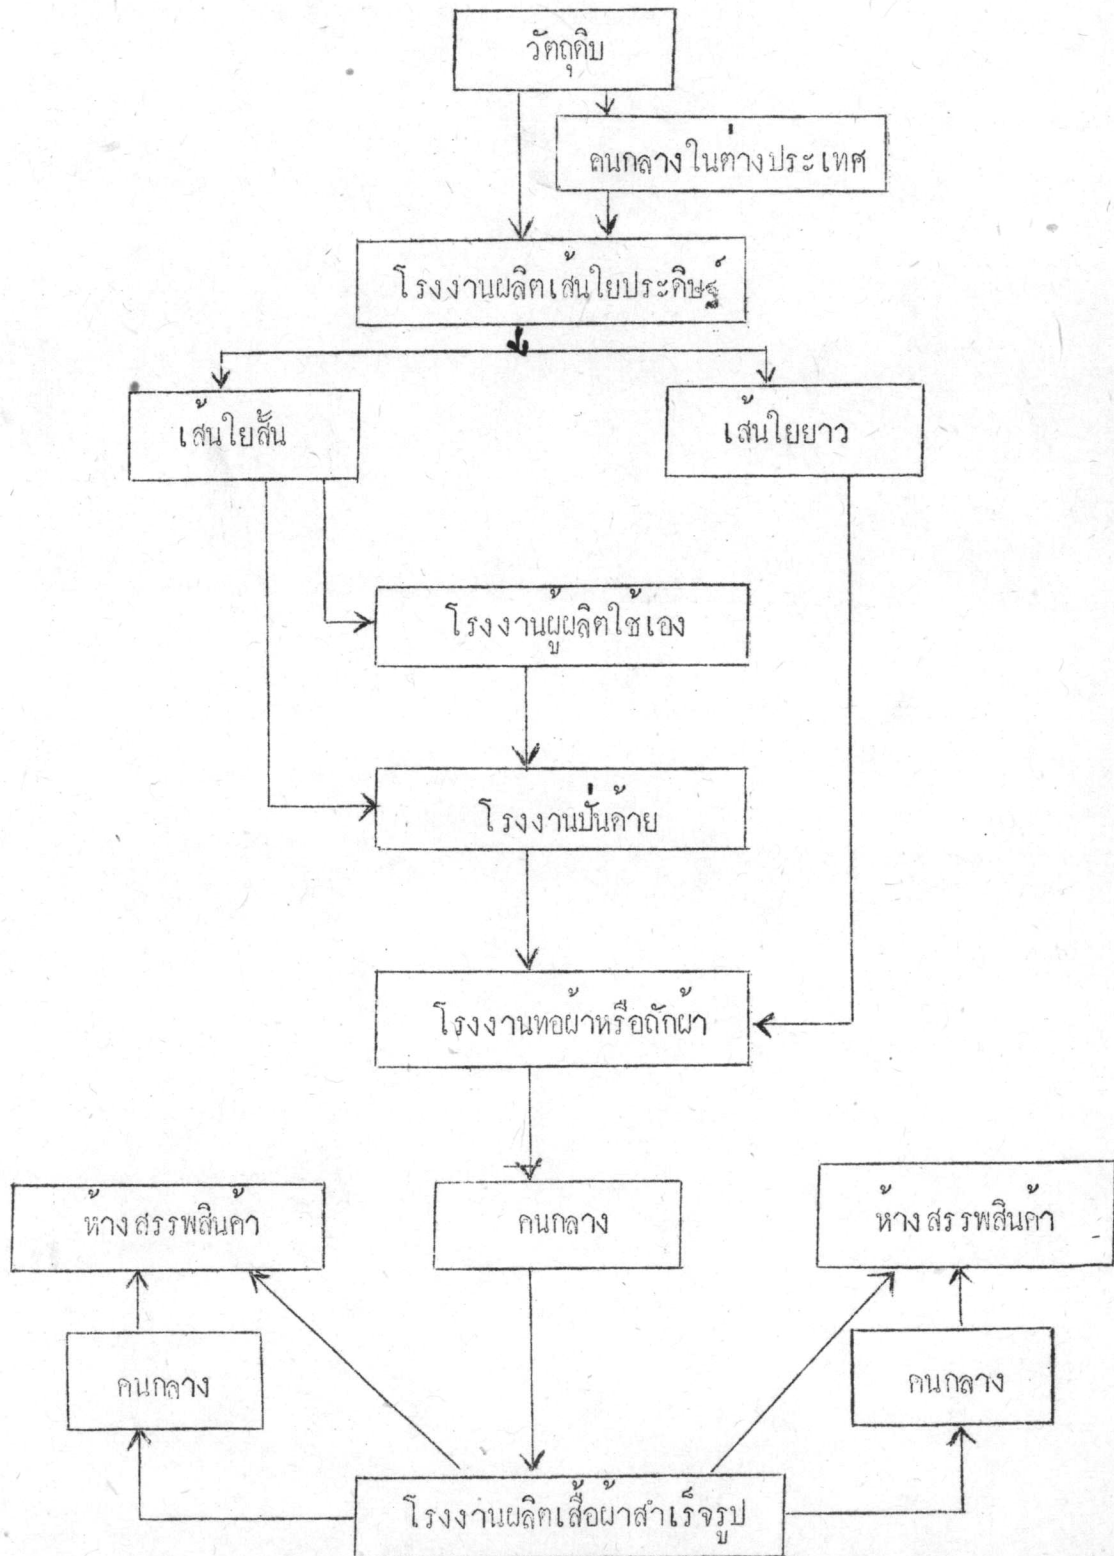 วัตถุดิบ
คนกลางในต่างประเทศ
โรงงานผลิตเส้นใยประดิษฐ์
เส้นใยสั้น
เส้นใยยาว
โรงงานผู้ผลิตใช้เอง
โรงงานปั่นด้าย
โรงงานทอผ้าหรือถักผ้า
ห้างสรรพสินค้า
คนกลาง
ห้างสรรพสินค้า
คนกลาง
คนกลาง
โรงงานผลิตเสื้อผ้าสำเร็จรูป